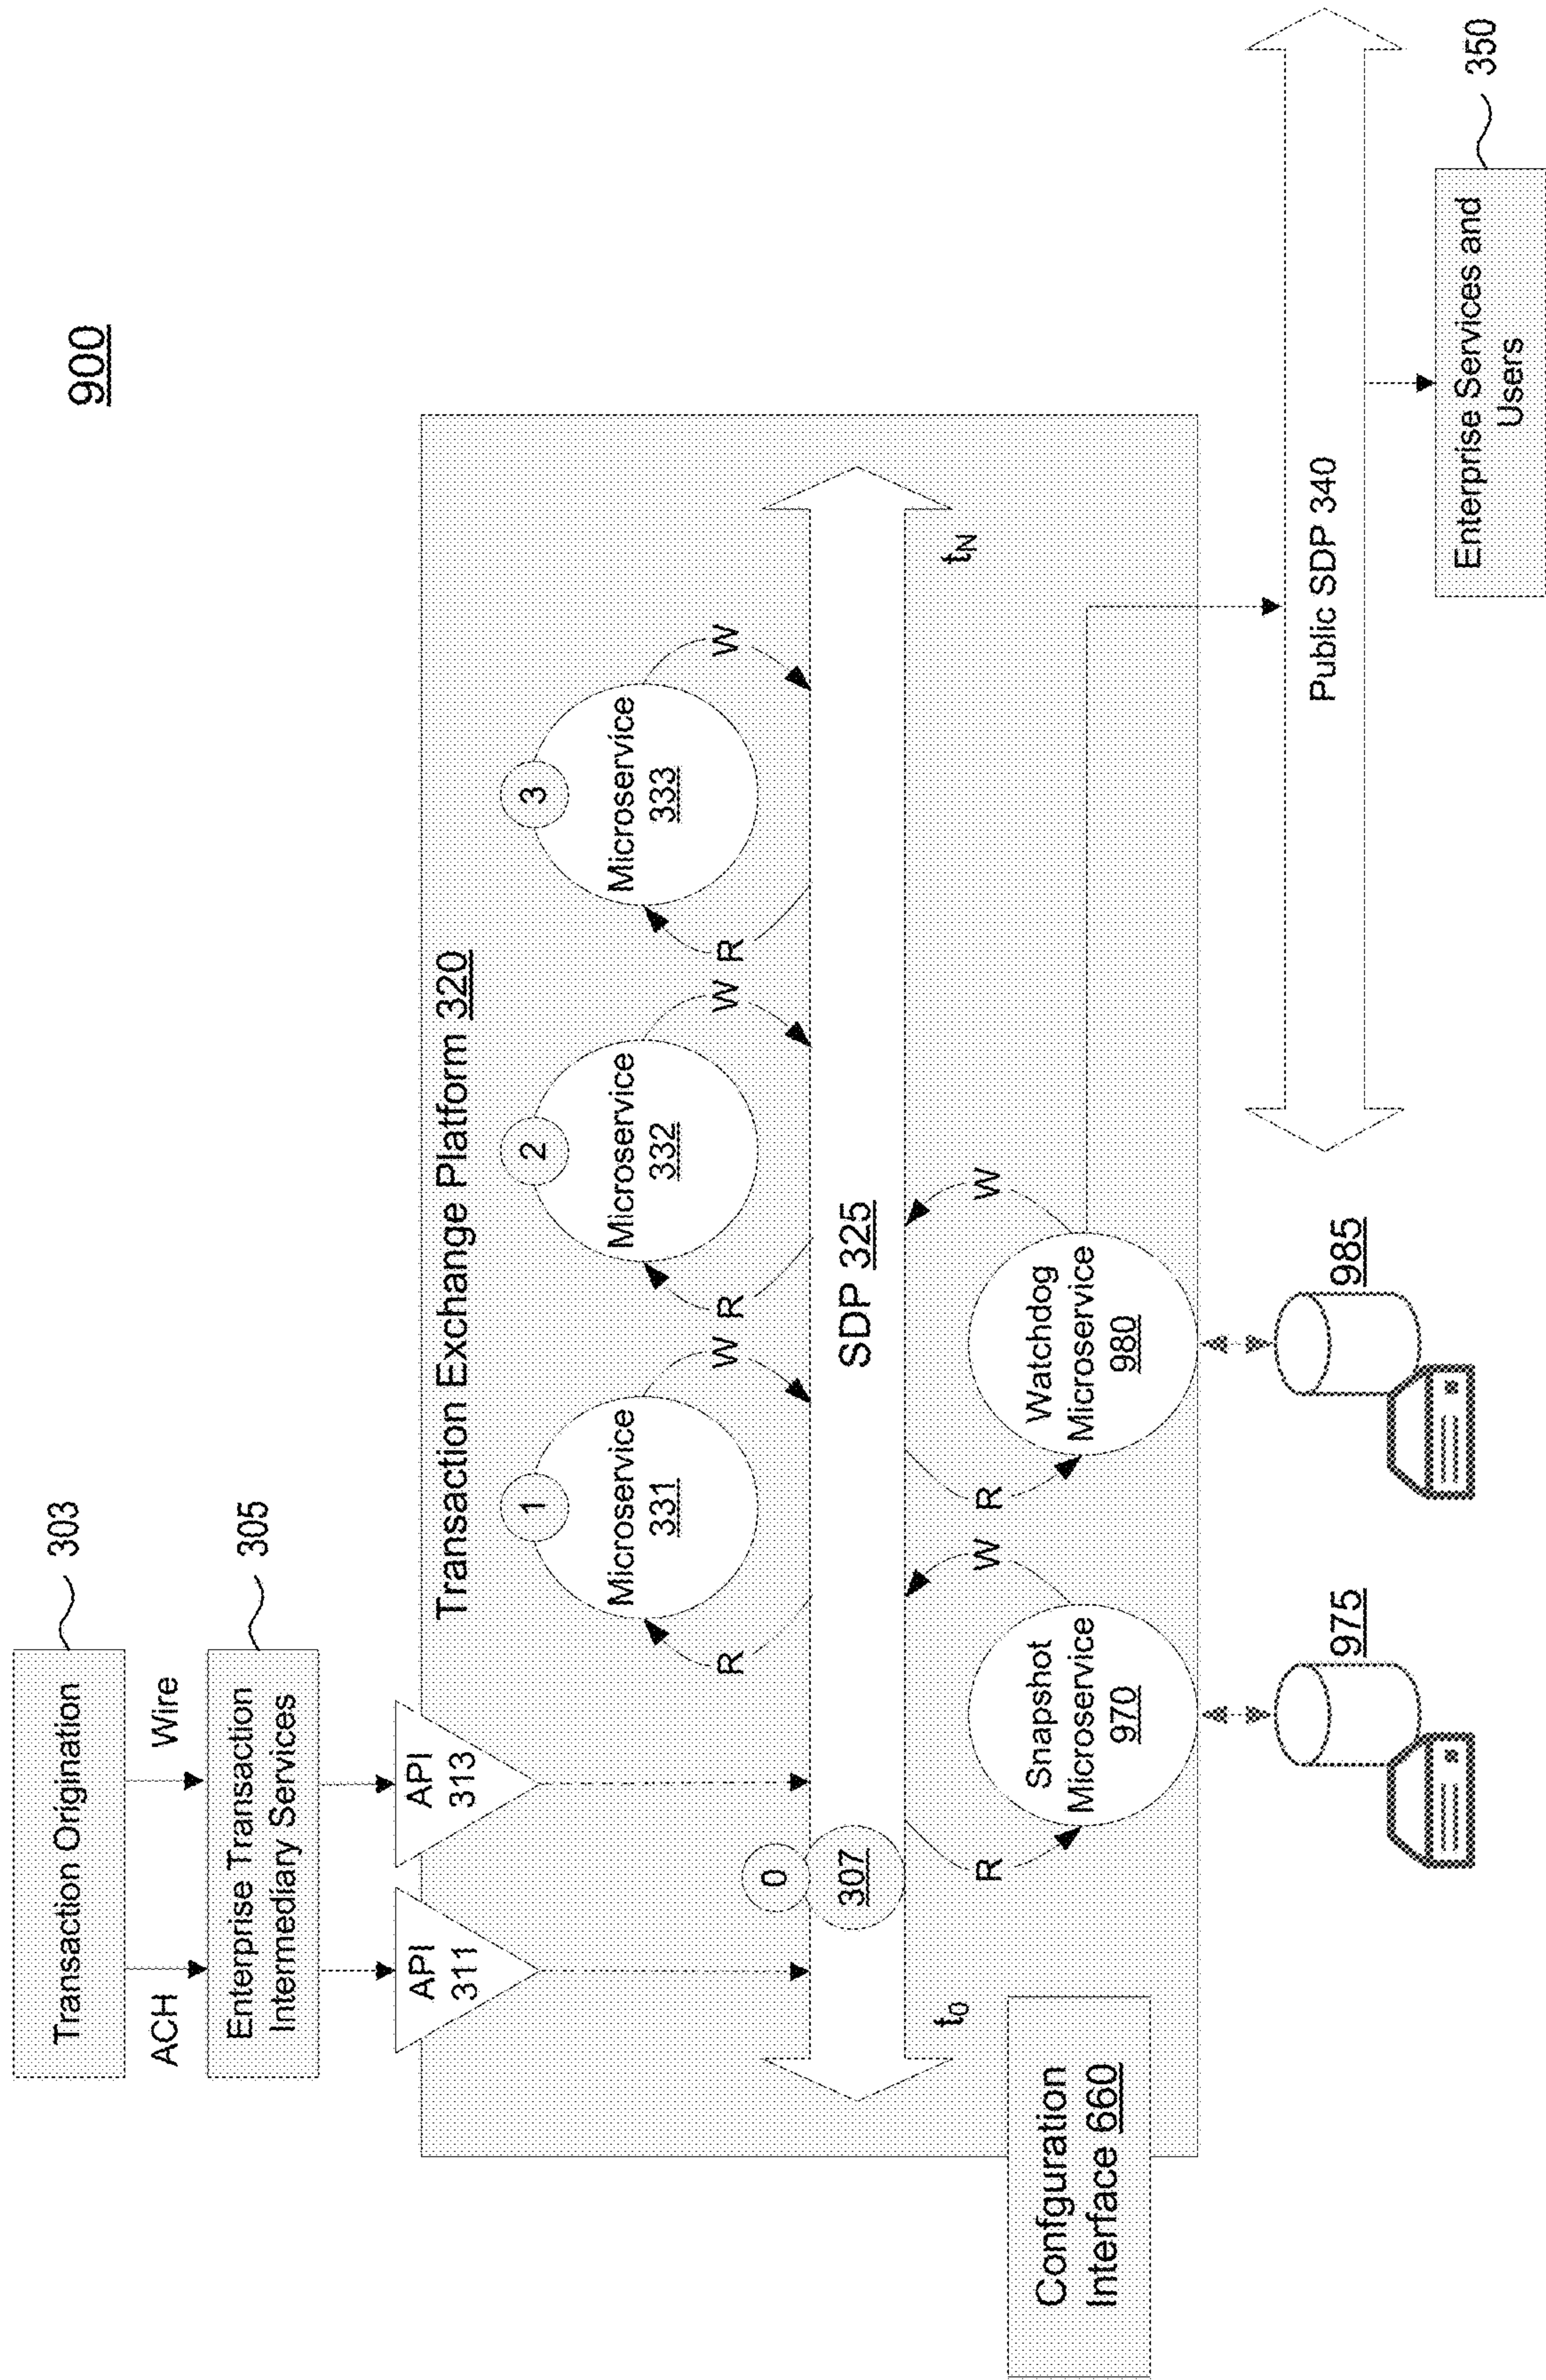 900
Transaction Origination
303
ACH
Wire
Enterprise Transaction
Intermediary Services
305
API
311
API
313
Transaction Exchange Platform 320
1
Microservice
331
R
W
2
Microservice
332
R
W
3
Microservice
333
R
W
0
307
SDP 325
t0
tN
R
W
Snapshot
Microservice
970
R
W
Watchdog
Microservice
980
Confguration
Interface 660
975
985
Public SDP 340
Enterprise Services and
Users
350